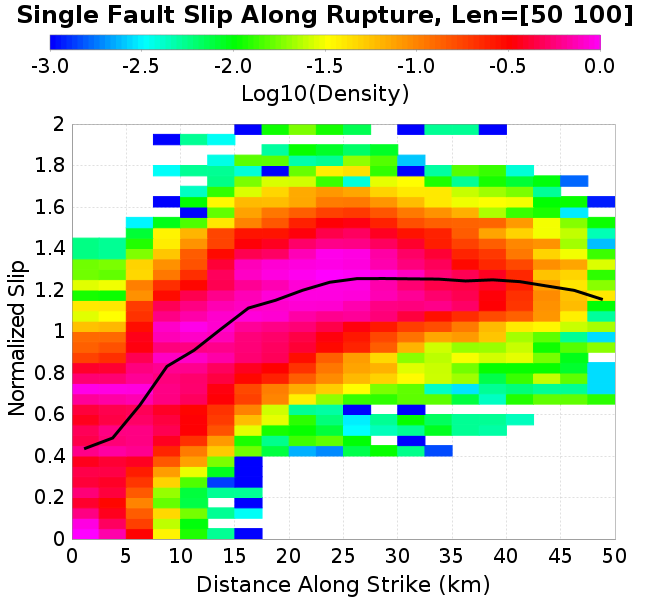 Single Fault Slip Along Rupture, Len=[50 100]
-3.0 -2.5 -2.0 -1.5 -1.0 -0.5 0.0
Log10(Density)
2
1.8
1.6
1.4
1.2
1
0.8
0.6
0.4
0.2
0
Normalized Slip
0 5 10 15 20 25 30 35 40 45 50
Distance Along Strike (km)